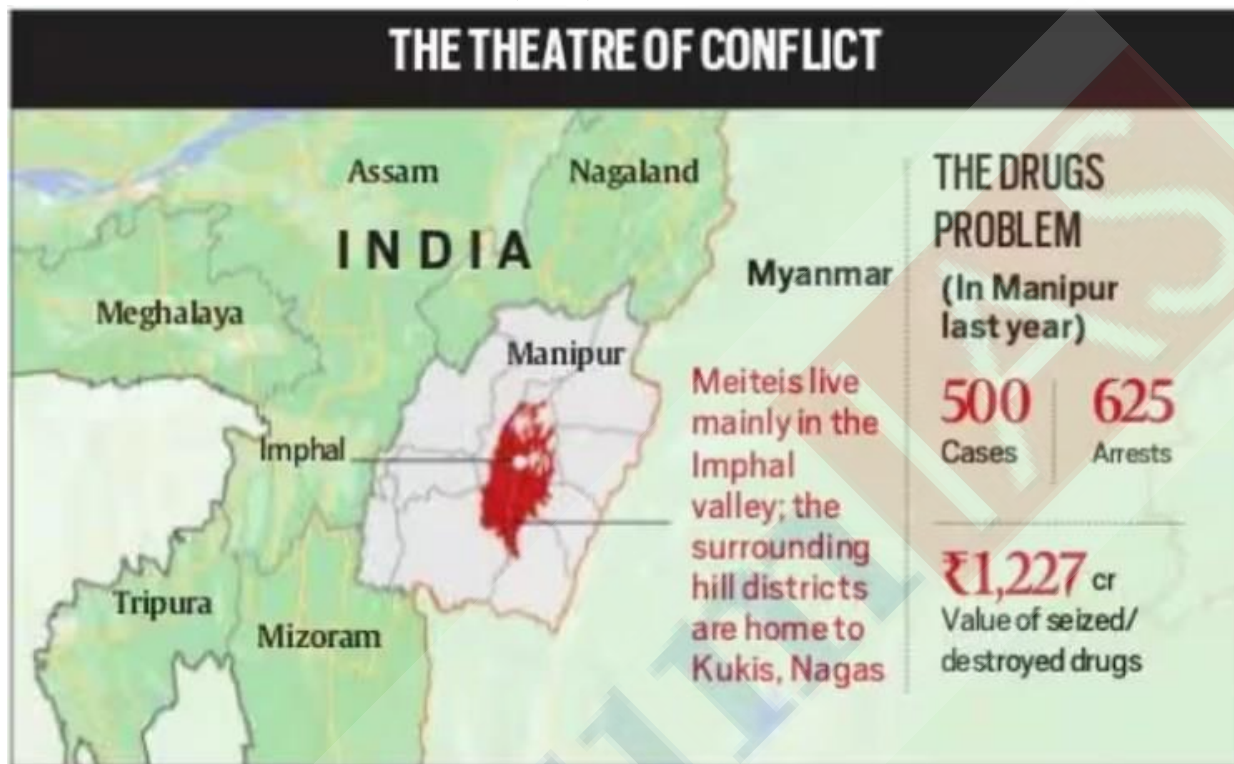 THE THEATRE OF CONFLICT
Assam
Nagaland
INDIA
Meghalaya
Myanmar
Manipur
Imphal
Tripura
Mizoram
Meiteis live
mainly in the
Imphal
valley; the
surrounding
hill districts
are home to
Kukis, Nagas
THE DRUGS
PROBLEM
(In Manipur
last year)
500
Cases
625
Arrests
₹1,227 cr
Value of seized/
destroyed drugs
IAS